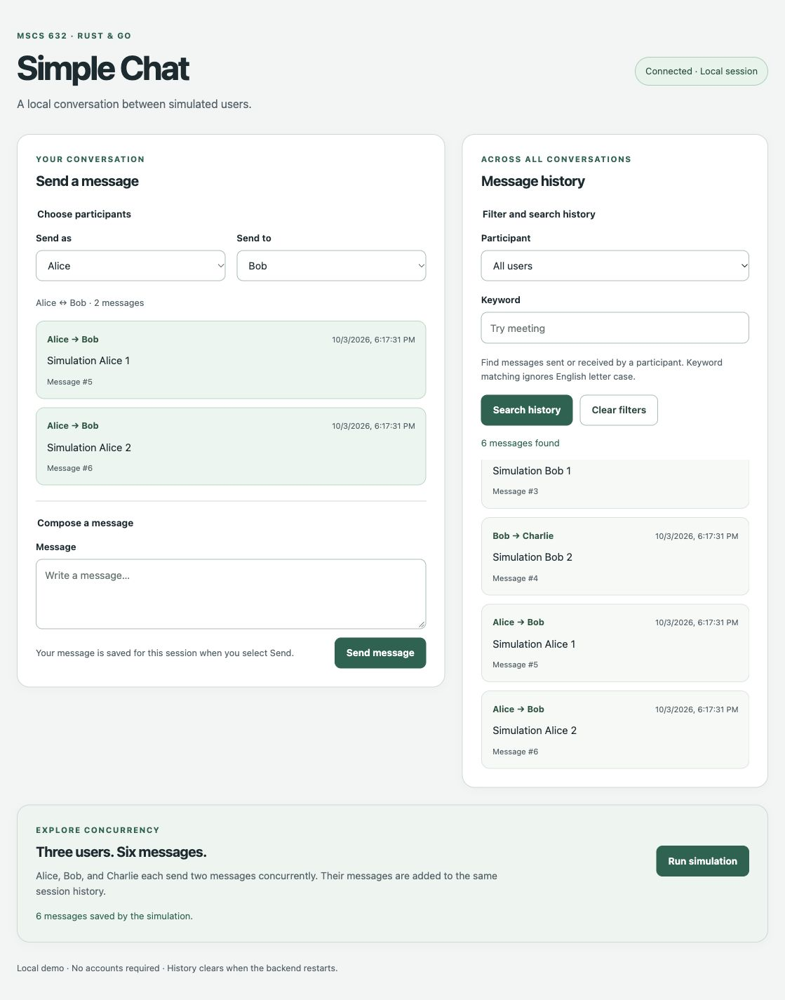 MSCS 632 · RUST & GO
Simple Chat
Connected · Local session
A local conversation between simulated users.
YOUR CONVERSATION
Send a message
Choose participants
Send as
Send to
Alice
Bob
Alice ↔ Bob · 2 messages
Alice → Bob
10/3/2026, 6:17:31 PM
Simulation Alice 1
Message #5
Alice → Bob
10/3/2026, 6:17:31 PM
Simulation Alice 2
Message #6
Compose a message
Message
Write a message...
Your message is saved for this session when you select Send.
Send message
ACROSS ALL CONVERSATIONS
Message history
Filter and search history
Participant
All users
Keyword
Try meeting
Find messages sent or received by a participant. Keyword
matching ignores English letter case.
Search history
Clear filters
6 messages found
Simulation Bob 1
Message #3
Bob → Charlie
10/3/2026, 6:17:31 PM
Simulation Bob 2
Message #4
Alice → Bob
10/3/2026, 6:17:31 PM
Simulation Alice 1
Message #5
Alice → Bob
10/3/2026, 6:17:31 PM
Simulation Alice 2
Message #6
EXPLORE CONCURRENCY
Three users. Six messages.
Alice, Bob, and Charlie each send two messages concurrently. Their messages are added to the same
session history.
6 messages saved by the simulation.
Run simulation
Local demo · No accounts required · History clears when the backend restarts.